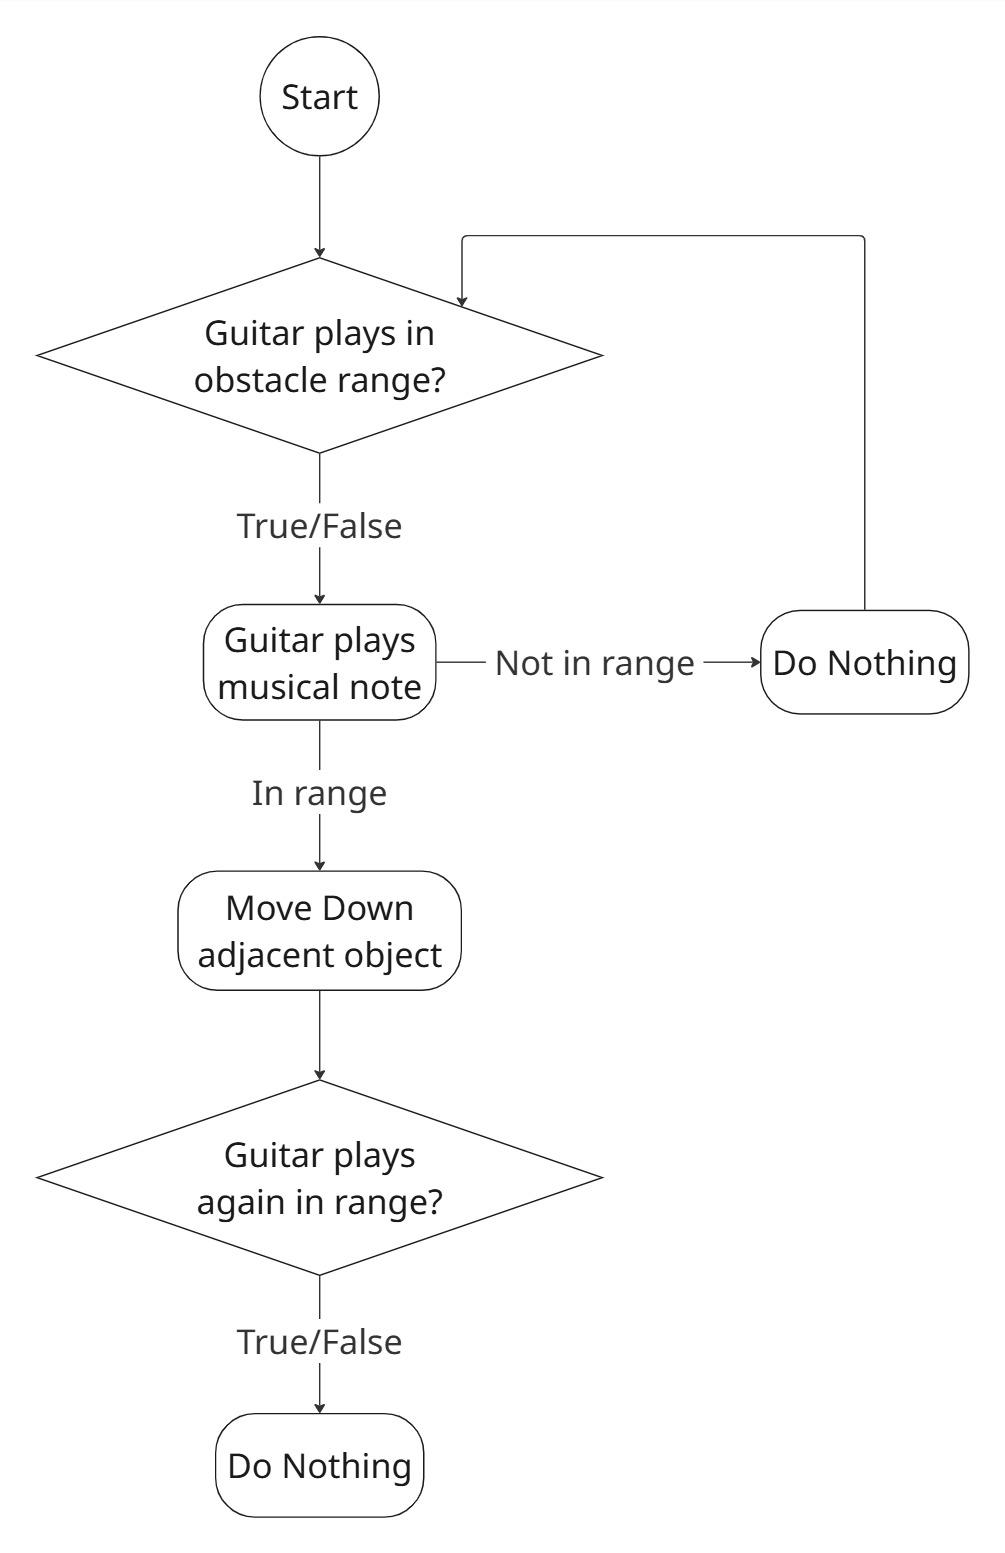 Start
Guitar plays in
obstacle range?
True/False
Guitar plays
musical note
Not in range
Do Nothing
In range
Move Down
adjacent object
Guitar plays
again in range?
True/False
Do Nothing